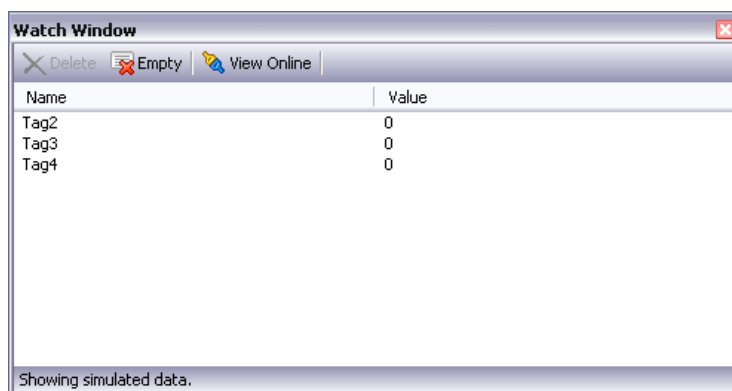 Watch Window
Delete Empty View Online
Name Value
Tag2 0
Tag3 0
Tag4 0
Showing simulated data.